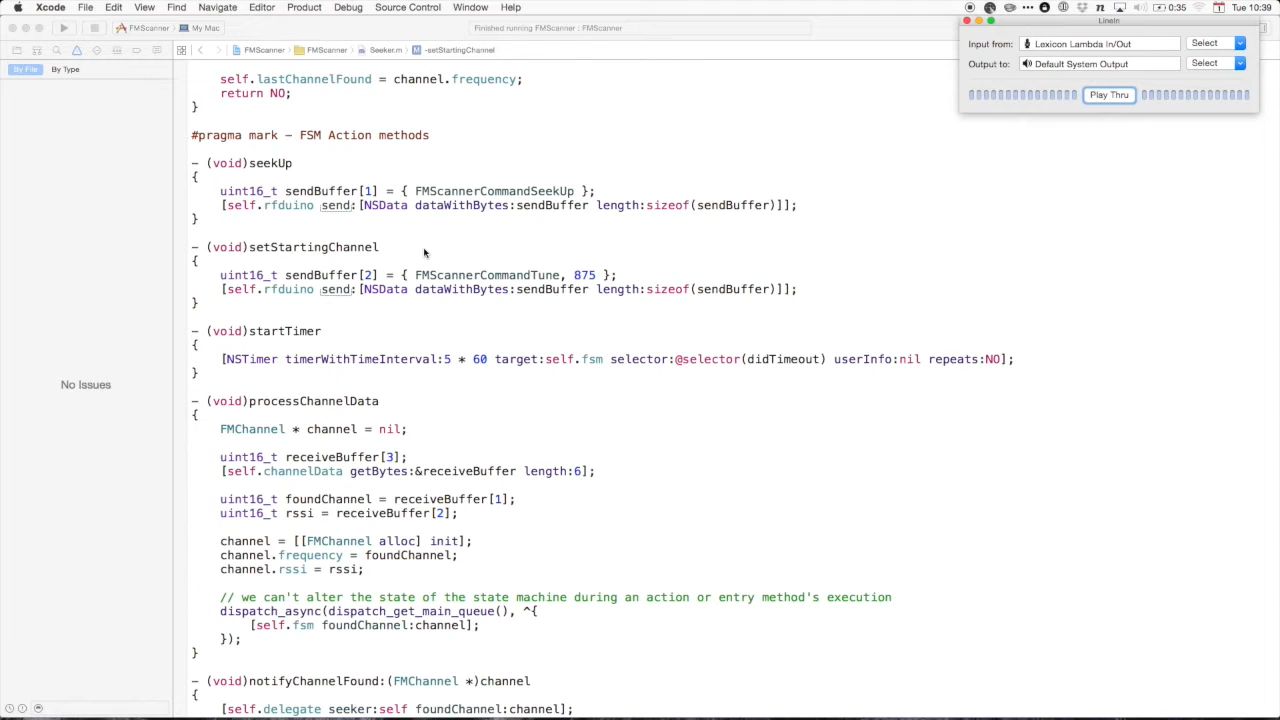 Xcode File Edit View Find Navigate Editor Product Debug Source Control Window Help
0:35 Tue 10:39
FMScanner My Mac
Finished running FMScanner : FMScanner
LineIn
Input from: Lexicon Lambda In/Out Select
Output to: Default System Output Select
Play Thru
FMScanner FMScanner Seeker.m M -setStartingChannel
By File By Type
No Issues
self.lastChannelFound = channel.frequency;
return NO;
}
#pragma mark - FSM Action methods
- (void)seekUp
{
uint16_t sendBuffer[1] = { FMScannerCommandSeekUp };
[self.rfduino send:[NSData dataWithBytes:sendBuffer length:sizeof(sendBuffer)]];
}
- (void)setStartingChannel
{
uint16_t sendBuffer[2] = { FMScannerCommandTune, 875 };
[self.rfduino send:[NSData dataWithBytes:sendBuffer length:sizeof(sendBuffer)]];
}
- (void)startTimer
{
[NSTimer timerWithTimeInterval:5 * 60 target:self.fsm selector:@selector(didTimeout) userInfo:nil repeats:NO];
}
- (void)processChannelData
{
FMChannel * channel = nil;
uint16_t receiveBuffer[3];
[self.channelData getBytes:&receiveBuffer length:6];
uint16_t foundChannel = receiveBuffer[1];
uint16_t rssi = receiveBuffer[2];
channel = [[FMChannel alloc] init];
channel.frequency = foundChannel;
channel.rssi = rssi;
// we can't alter the state of the state machine during an action or entry method's execution
dispatch_async(dispatch_get_main_queue(), ^{
[self.fsm foundChannel:channel];
});
}
- (void)notifyChannelFound:(FMChannel *)channel
{
[self.delegate seeker:self foundChannel:channel];